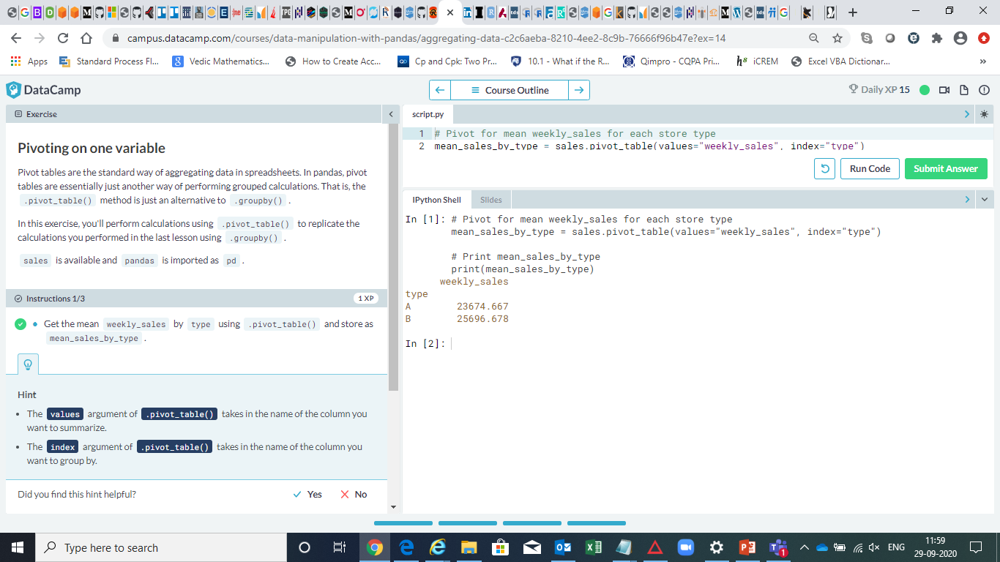 campus.datacamp.com/courses/data-manipulation-with-pandas/aggregating-data-c2c6aeba-8210-4ee2-8c9b-76666f96b47e?ex=14
Apps Standard Process Fl... Vedic Mathematics... How to Create Acc... Cp and Cpk: Two Pr... 10.1 - What if the R... Qimpro - CQPA Pri... iCREM Excel VBA Dictionar... »
DataCamp
Course Outline
Daily XP 15
Exercise
Pivoting on one variable
Pivot tables are the standard way of aggregating data in spreadsheets. In pandas, pivot
tables are essentially just another way of performing grouped calculations. That is, the
.pivot_table() method is just an alternative to .groupby() .
In this exercise, you'll perform calculations using .pivot_table() to replicate the
calculations you performed in the last lesson using .groupby() .
sales is available and pandas is imported as pd .
Instructions 1/3
1 XP
Get the mean weekly_sales by type using .pivot_table() and store as
mean_sales_by_type .
Hint
The values argument of .pivot_table() takes in the name of the column you
want to summarize.
The index argument of .pivot_table() takes in the name of the column you
want to group by.
Did you find this hint helpful? Yes No
script.py
1 # Pivot for mean weekly_sales for each store type
2 mean_sales_by_type = sales.pivot_table(values="weekly_sales", index="type")
Run Code
Submit Answer
IPython Shell Slides
In [1]: # Pivot for mean weekly_sales for each store type
mean_sales_by_type = sales.pivot_table(values="weekly_sales", index="type")
# Print mean_sales_by_type
print(mean_sales_by_type)
weekly_sales
type
A 23674.667
B 25696.678
In [2]:
Type here to search
ENG
11:59
29-09-2020